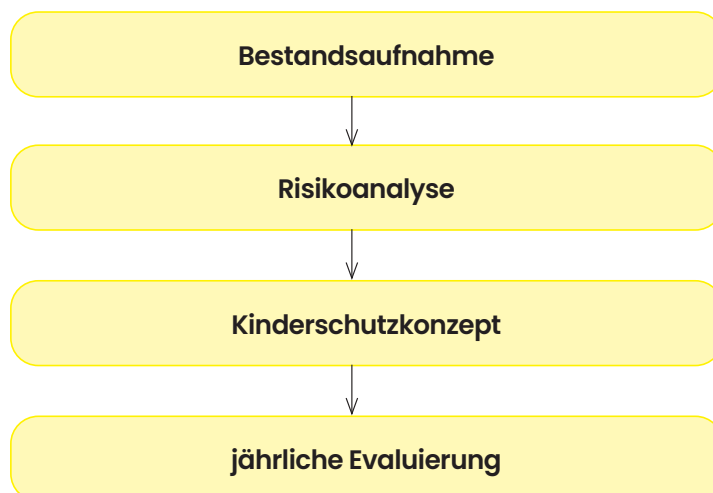 Bestandsaufnahme
Risikoanalyse
Kinderschutzkonzept
jährliche Evaluierung